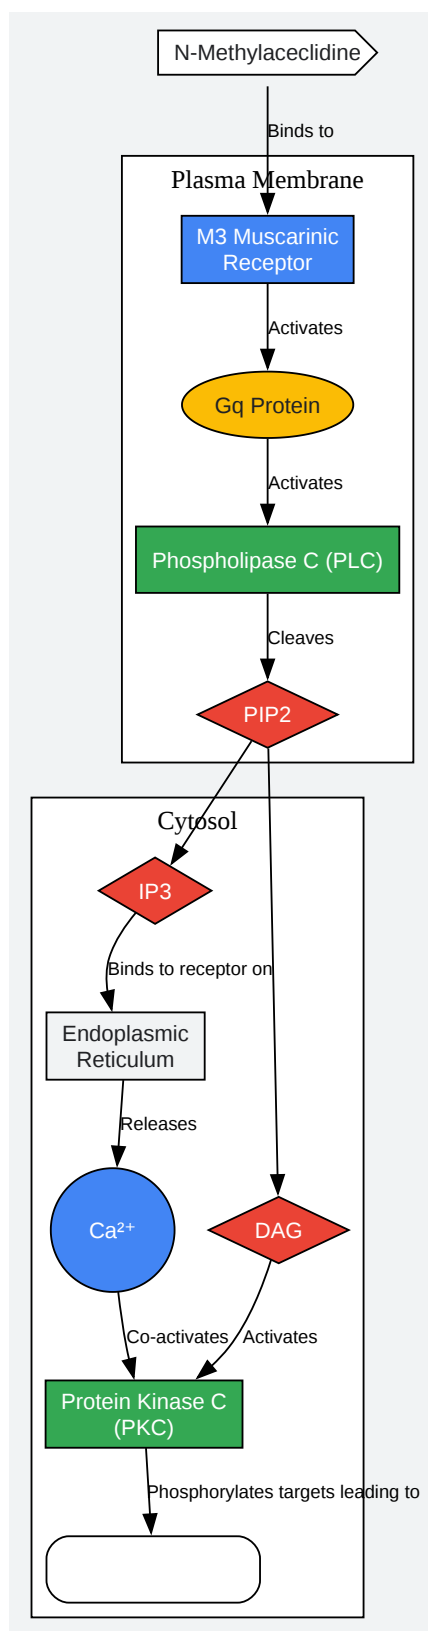 N-Methylaceclidine
Binds to
Plasma Membrane
M3 Muscarinic
Receptor
Activates
Gq Protein
Activates
Phospholipase C (PLC)
Cleaves
PIP2
Cytosol
IP3
Binds to receptor on
Endoplasmic
Reticulum
Releases
Ca²⁺
DAG
Co-activates
Activates
Protein Kinase C
(PKC)
Phosphorylates targets leading to